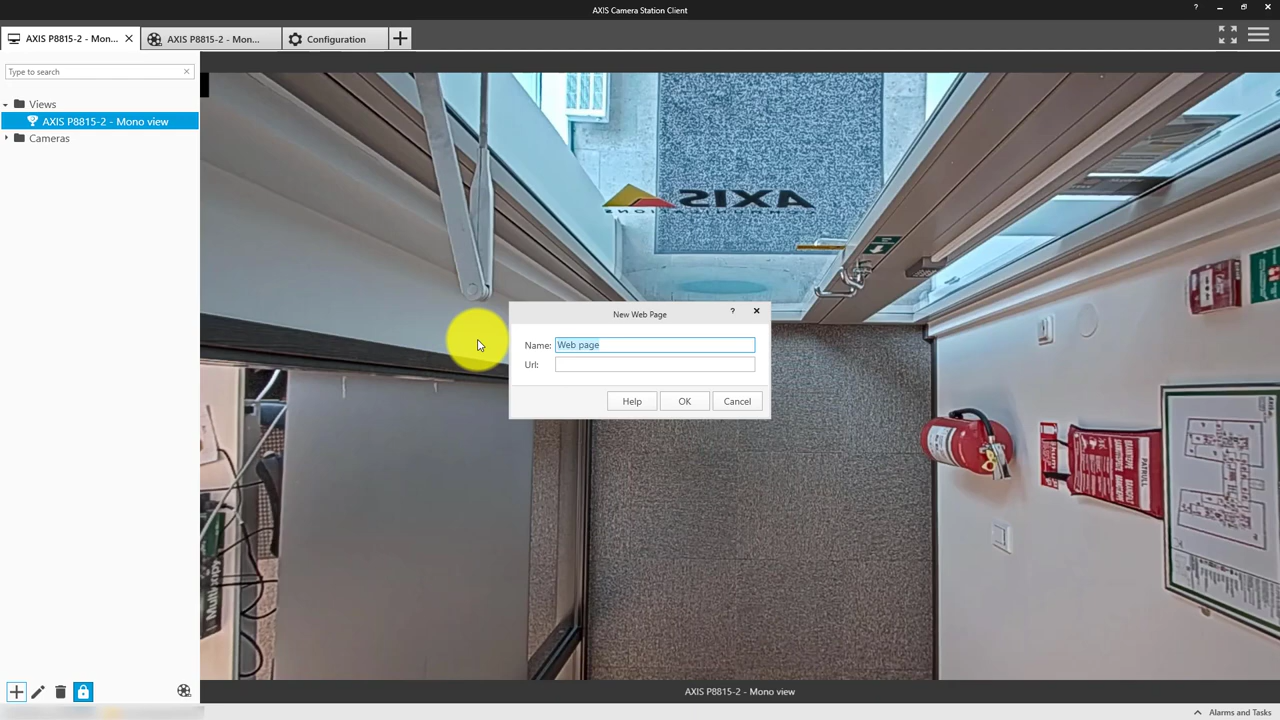 AXIS Camera Station Client
AXIS P8815-2 - Mon...
AXIS P8815-2 - Mon...
Configuration
Type to search
Views
AXIS P8815-2 - Mono view
Cameras
AXIS
New Web Page
Name: Web page
Url:
Help
OK
Cancel
PATRULL
Multicopy
AXIS P8815-2 - Mono view
Alarms and Tasks